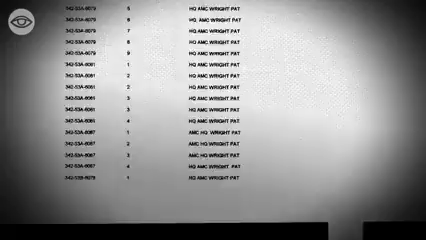 342-53A-6079 5 HQ AMC WRIGHT PAT
342-53A-6079 6 HQ. AMC WRIGHT PAT
342-53A-6079 7 HQ AMC WRIGHT PAT
342-53A-6079 8 HQ AMC WRIGHT PAT
342-53A-6079 9 HQ AMC WRIGHT PAT
342-53A-6081 1 HQ AMC WRIGHT PAT
342-53A-6081 2 HQ AMC WRIGHT PAT
342-53A-6081 2 HQ AMC WRIGHT PAT
342-53A-6081 3 HQ AMC WRIGHT PAT
342-53A-6081 3 HQ AMC WRIGHT PAT
342-53A-6081 4 HQ AMC WRIGHT PAT
342-53A-6087 1 AMC HQ WRIGHT PAT
342-53A-6087 2 AMC HQ WRIGHT PAT
342-53A-6087 3 AMC HQ WRIGHT PAT
342-53A-6087 4 HQ AMC WRIGHT PAT
342-53B-6078 1 HQ AMC WRIGHT PAT